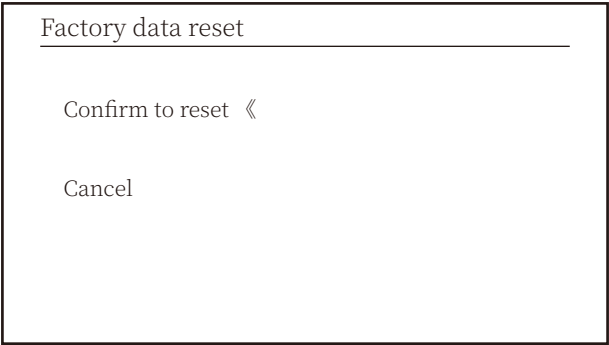 Factory data reset
Confirm to reset 《
Cancel